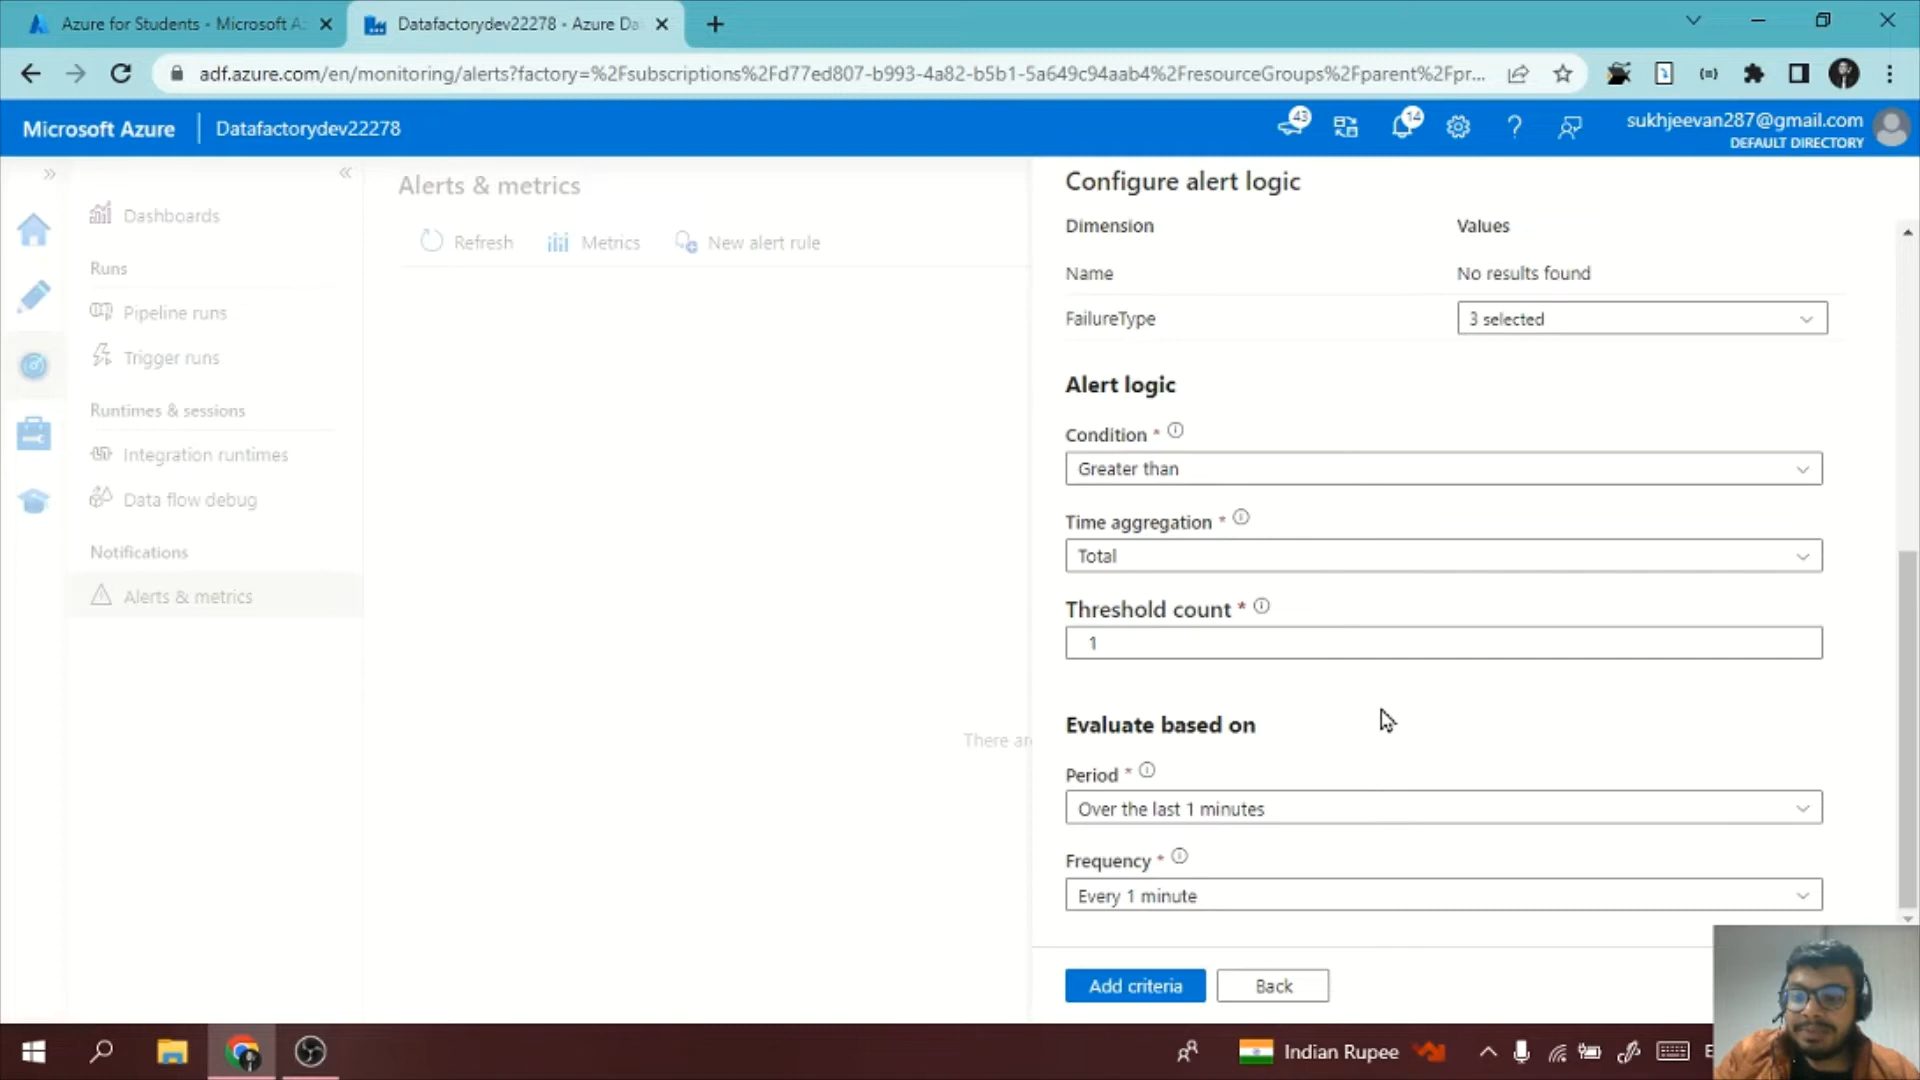 Azure for Students - Microsoft A
Datafactorydev22278 - Azure Da
adf.azure.com/en/monitoring/alerts?factory=%2Fsubscriptions%2Fd77ed807-b993-4a82-b5b1-5a649c94aab4%2FresourceGroups%2Fparent%2Fpr...
Microsoft Azure
Datafactorydev22278
43
14
sukhjeevan287@gmail.com
DEFAULT DIRECTORY
Dashboards
Runs
Pipeline runs
Trigger runs
Runtimes & sessions
Integration runtimes
Data flow debug
Notifications
Alerts & metrics
Alerts & metrics
Refresh
Metrics
New alert rule
There are
Configure alert logic
Dimension
Values
Name
No results found
FailureType
3 selected
Alert logic
Condition *
Greater than
Time aggregation *
Total
Threshold count *
1
Evaluate based on
Period *
Over the last 1 minutes
Frequency *
Every 1 minute
Add criteria
Back
Indian Rupee